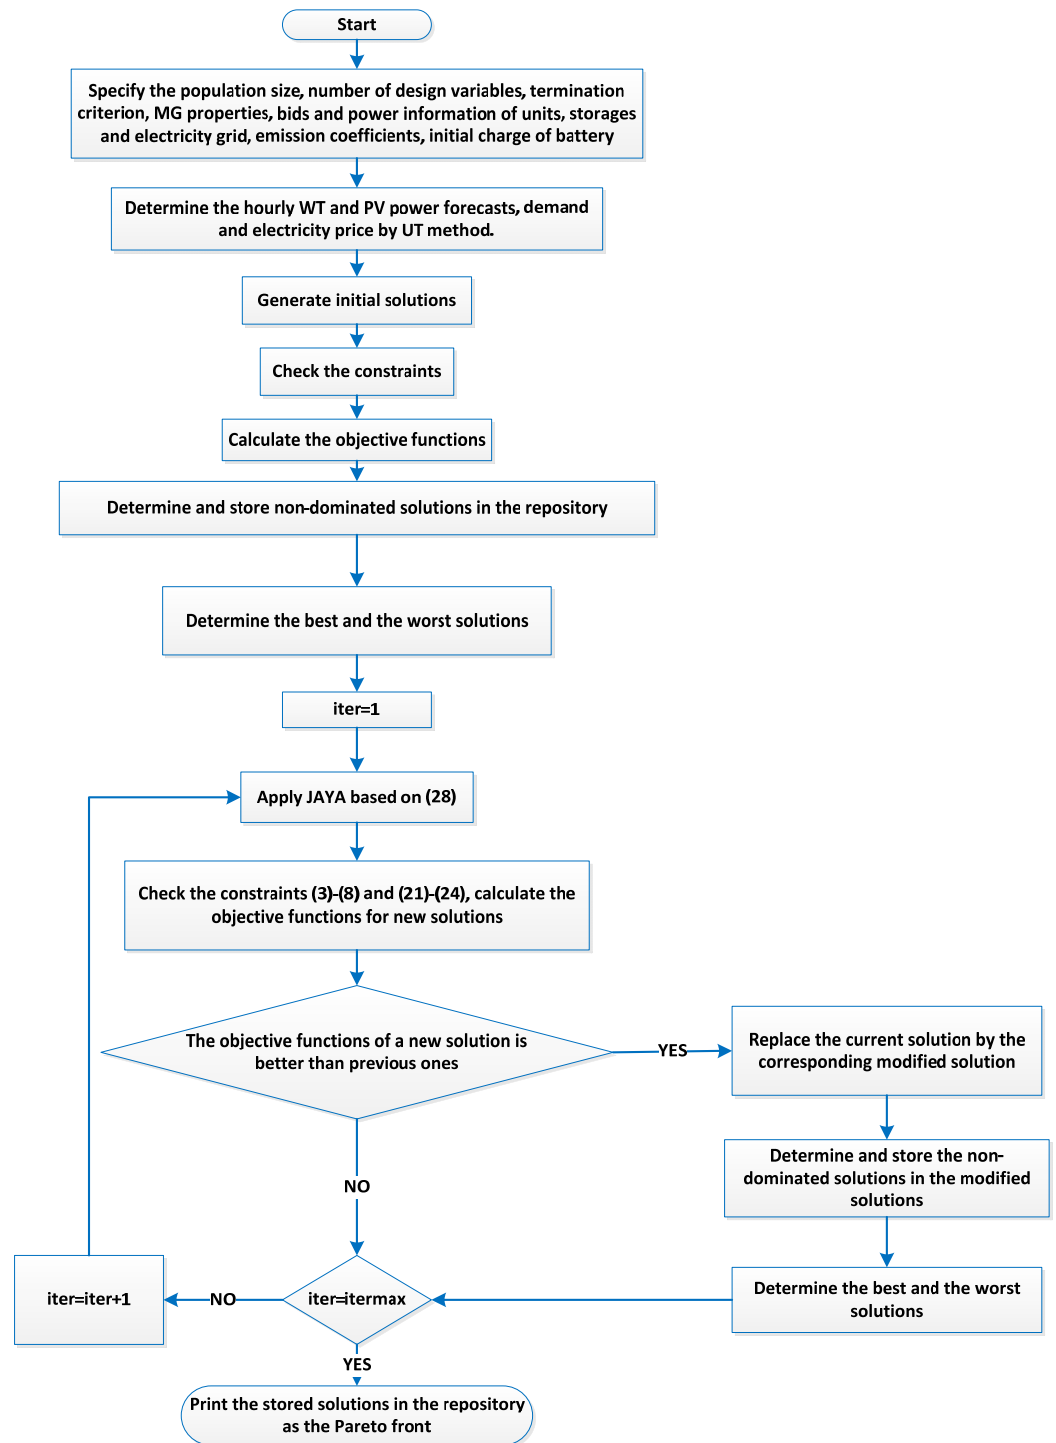 Start
Specify the population size, number of design variables, termination
criterion, MG properties, bids and power information of units, storages
and electricity grid, emission coefficients, initial charge of battery
Determine the hourly WT and PV power forecasts, demand
and electricity price by UT method.
Generate initial solutions
Check the constraints
Calculate the objective functions
Determine and store non-dominated solutions in the repository
Determine the best and the worst solutions
iter=1
Apply JAYA based on (28)
Check the constraints (3)-(8) and (21)-(24), calculate the
objective functions for new solutions
The objective functions of a new solution is
better than previous ones
YES
Replace the current solution by the
corresponding modified solution
Determine and store the non-
dominated solutions in the modified
solutions
NO
Determine the best and the worst
solutions
iter=itermax
NO
iter=iter+1
YES
Print the stored solutions in the repository
as the Pareto front